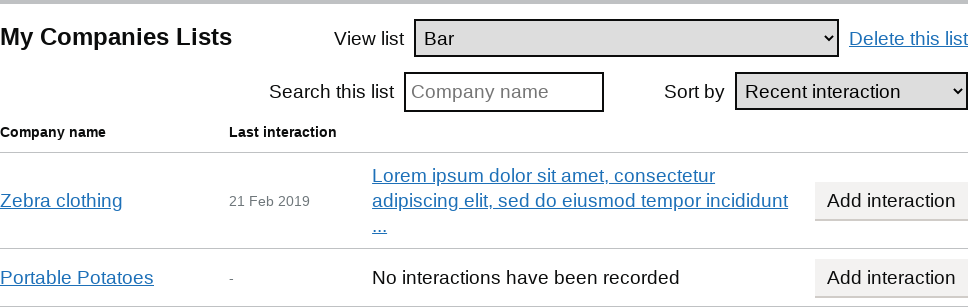 My Companies Lists
View list
Bar
Delete this list
Search this list
Company name
Sort by
Recent interaction
Company name
Last interaction
Zebra clothing
21 Feb 2019
Lorem ipsum dolor sit amet, consectetur
adipiscing elit, sed do eiusmod tempor incididunt
...
Add interaction
Portable Potatoes
-
No interactions have been recorded
Add interaction